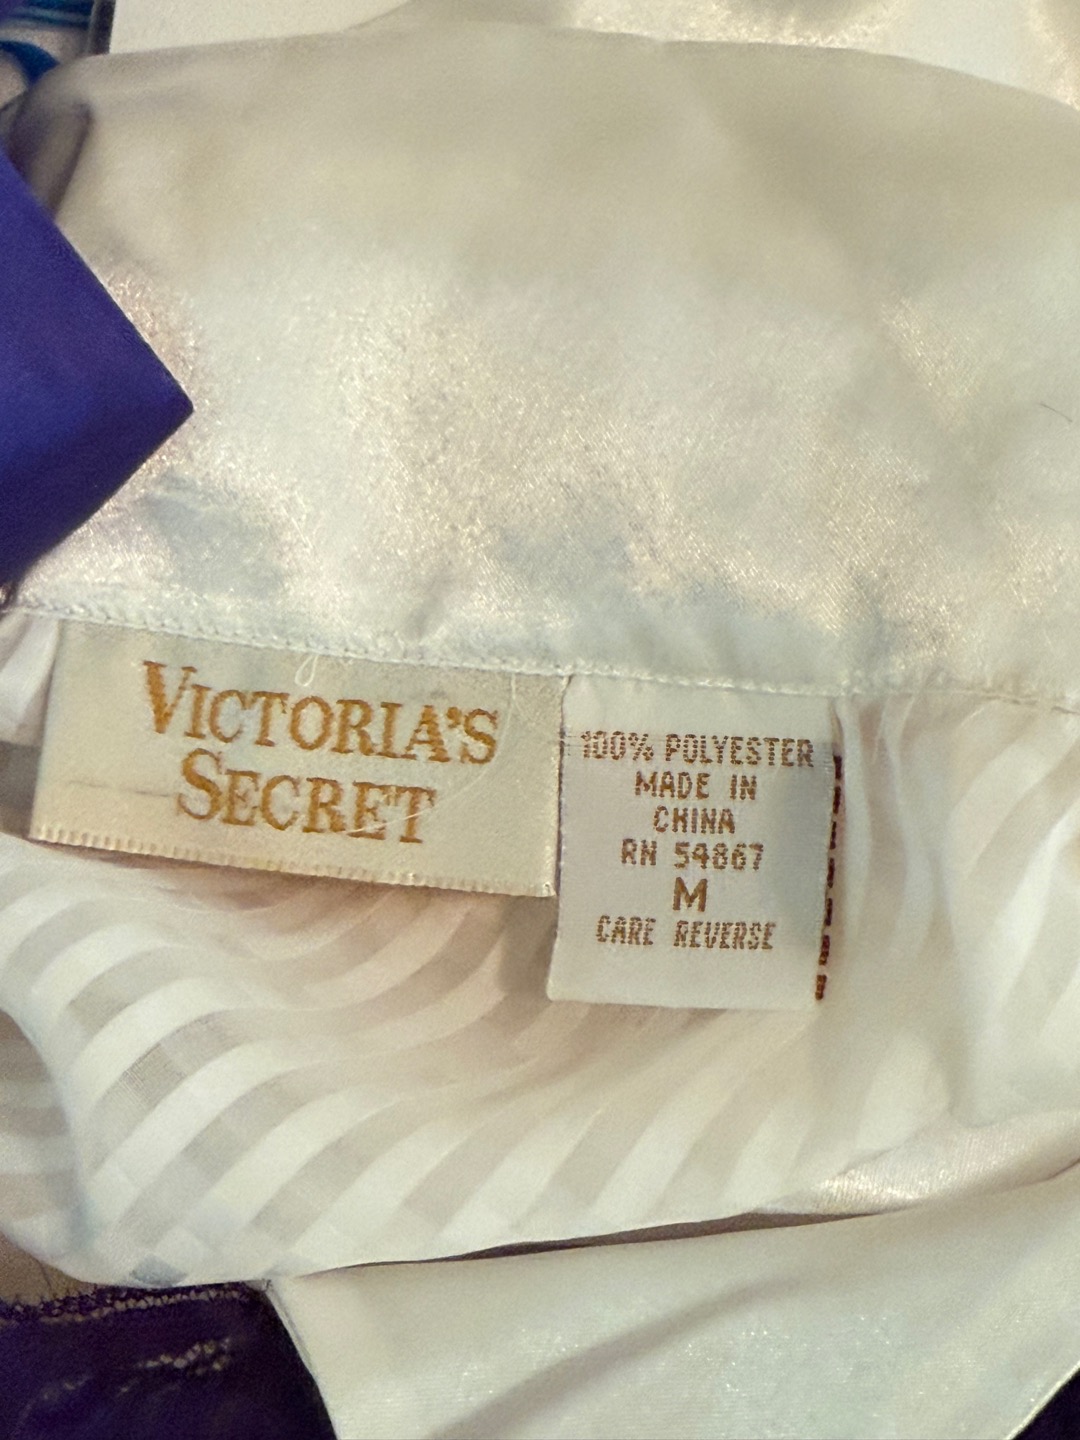 VICTORIA'S
SECRET
100% POLYESTER
MADE IN
CHINA
RN 54867
M
CARE REVERSE